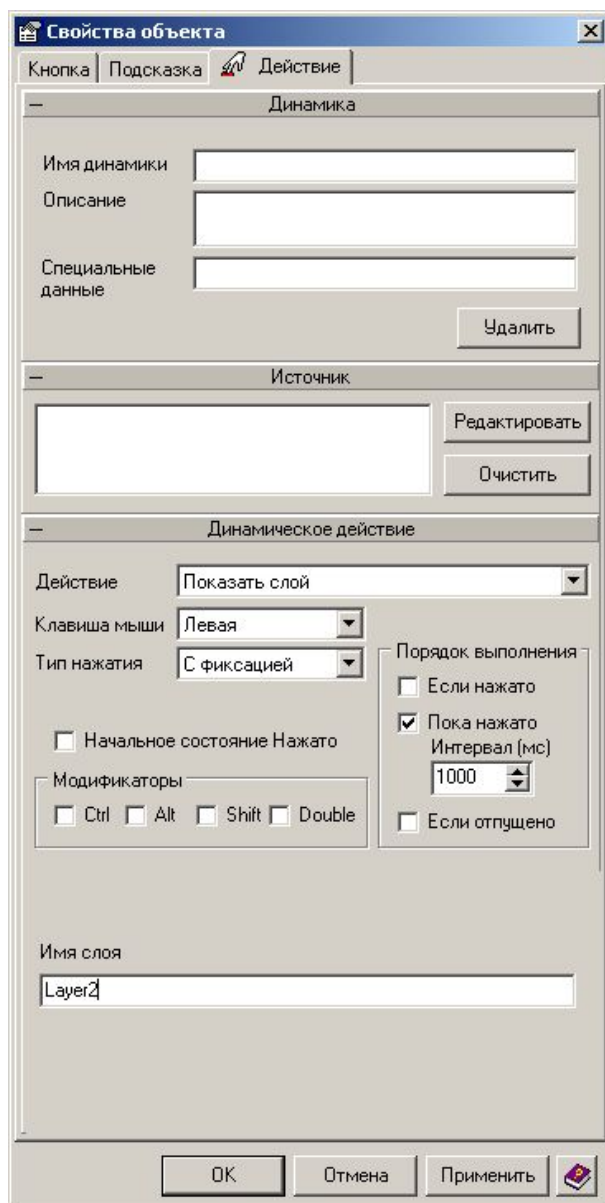 Свойства объекта
Кнопка Подсказка Действие
Динамика
Имя динамики
Описание
Специальные
данные
Удалить
Источник
Редактировать
Очистить
Динамическое действие
Действие Показать слой
Клавиша мыши Левая
Тип нажатия С фиксацией
Порядок выполнения
Если нажато
Пока нажато
Интервал (мс)
1000
Если отпущено
Начальное состояние Нажато
Модификаторы
Ctrl Alt Shift Double
Имя слоя
Layer2
OK Отмена Применить